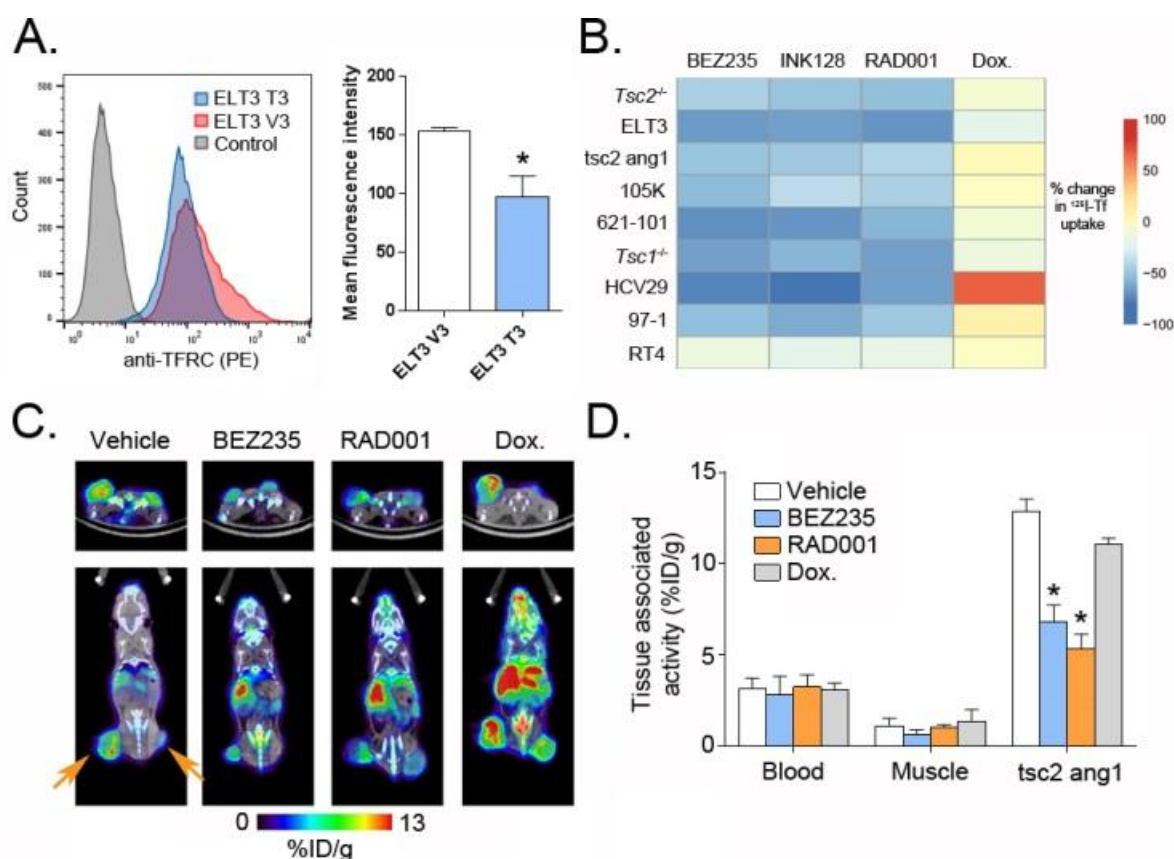 A.
ELT3 T3
ELT3 V3
Control
500
400
300
200
100
0
Count
10⁰
10¹
10²
10³
10⁴
anti-TFRC (PE)
Mean fluorescence intensity
200
150
100
50
0
*
ELT3 V3
ELT3 T3
B.
BEZ235 INK128 RAD001 Dox.
Tsc2⁻/⁻
ELT3
tsc2 ang1
105K
621-101
Tsc1⁻/⁻
HCV29
97-1
RT4
100
50
0
−50
−100
% change
in ¹²⁵I-Tf
uptake
C.
Vehicle BEZ235 RAD001 Dox.
0 13
%ID/g
D.
Tissue associated
activity (%ID/g)
15
10
5
0
Vehicle
BEZ235
RAD001
Dox.
* *
Blood Muscle tsc2 ang1